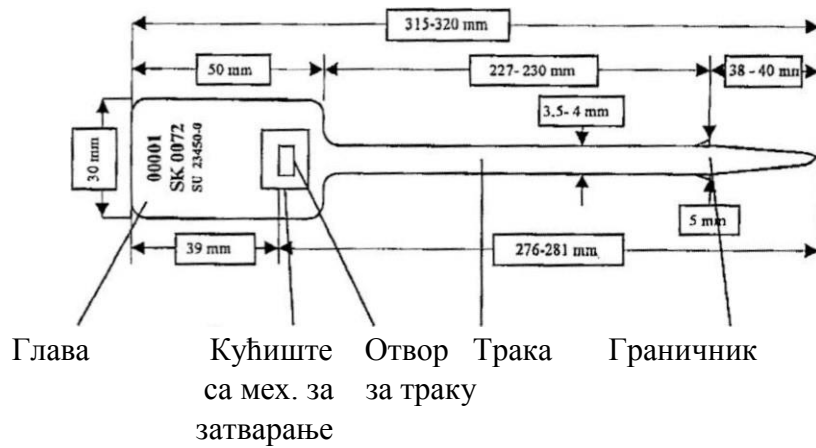 315-320 mm
50 mm
227- 230 mm
38 - 40 mm
3.5- 4 mm
30 mm
00001
SK 0072
SU 23450-0
5 mm
39 mm
276-281 mm
Глава
Кућиште
са мех. за
затварање
Отвор
за траку
Трака
Граничник